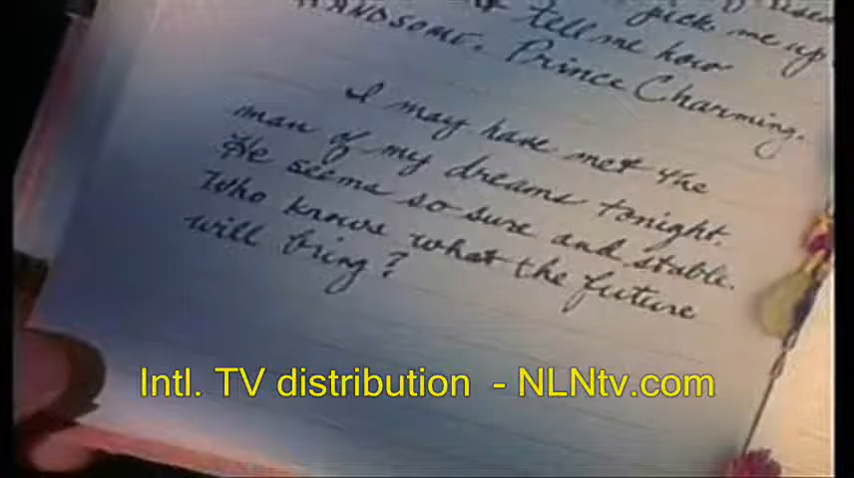 pick me up
tell me how
HANDSOME. Prince Charming.
I may have met the
man of my dreams tonight.
He seems so sure and stable.
Who knows what the future
will bring?
Intl. TV distribution - NLNtv.com